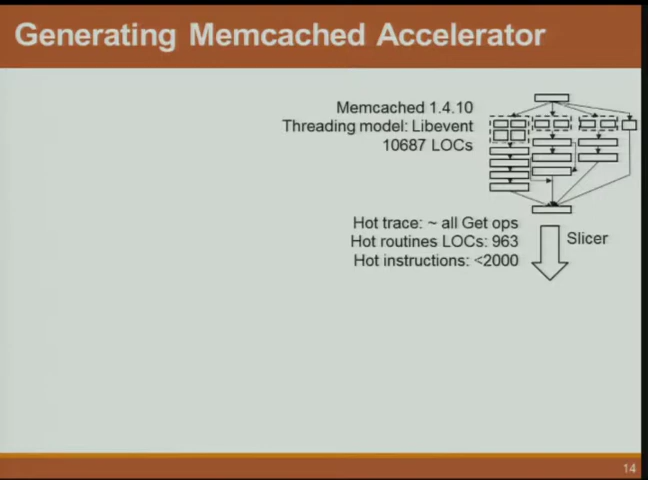 Generating Memcached Accelerator
Memcached 1.4.10
Threading model: Libevent
10687 LOCs
Hot trace: ~ all Get ops
Hot routines LOCs: 963
Hot instructions: <2000
Slicer
14